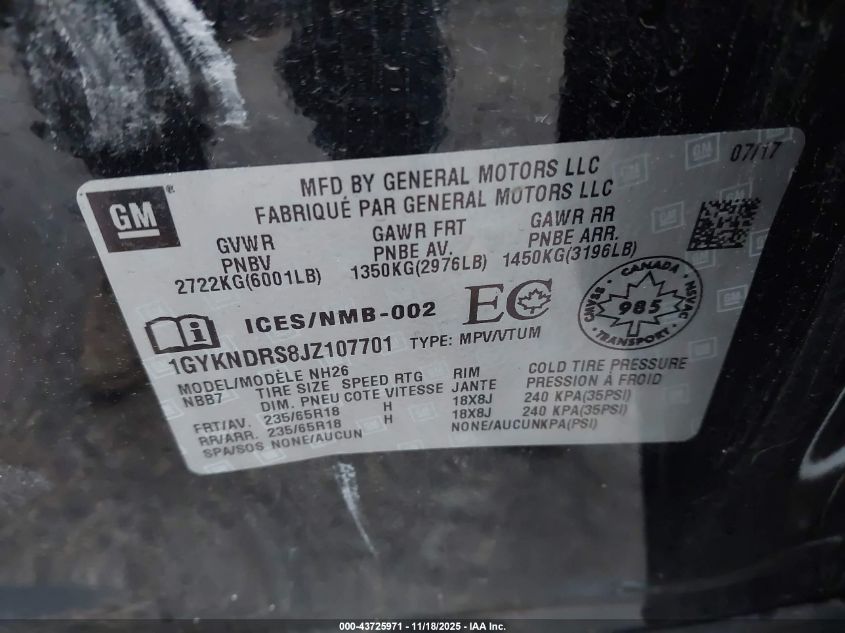 07/17
GM
MFD BY GENERAL MOTORS LLC
FABRIQUÉ PAR GENERAL MOTORS LLC
GVWR GAWR FRT GAWR RR
PNBV PNBE AV. PNBE ARR.
2722KG(6001LB) 1350KG(2976LB) 1450KG(3196LB)
i ICES/NMB-002 EC
CANADA
CMVSS 985 NSVAC
TRANSPORT
1GYKNDRS8JZ107701 TYPE: MPV/VTUM
MODEL/MODÈLE NH26
NBB7 TIRE SIZE SPEED RTG RIM COLD TIRE PRESSURE
DIM. PNEU COTE VITESSE JANTE PRESSION A FROID
FRT/AV. 235/65R18 H 18X8J 240 KPA(35PSI)
RR/ARR. 235/65R18 H 18X8J 240 KPA(35PSI)
SPA/SOS NONE/AUCUN NONE/AUCUNKPA(PSI)
000-43725971 - 11/18/2025 - IAA Inc.